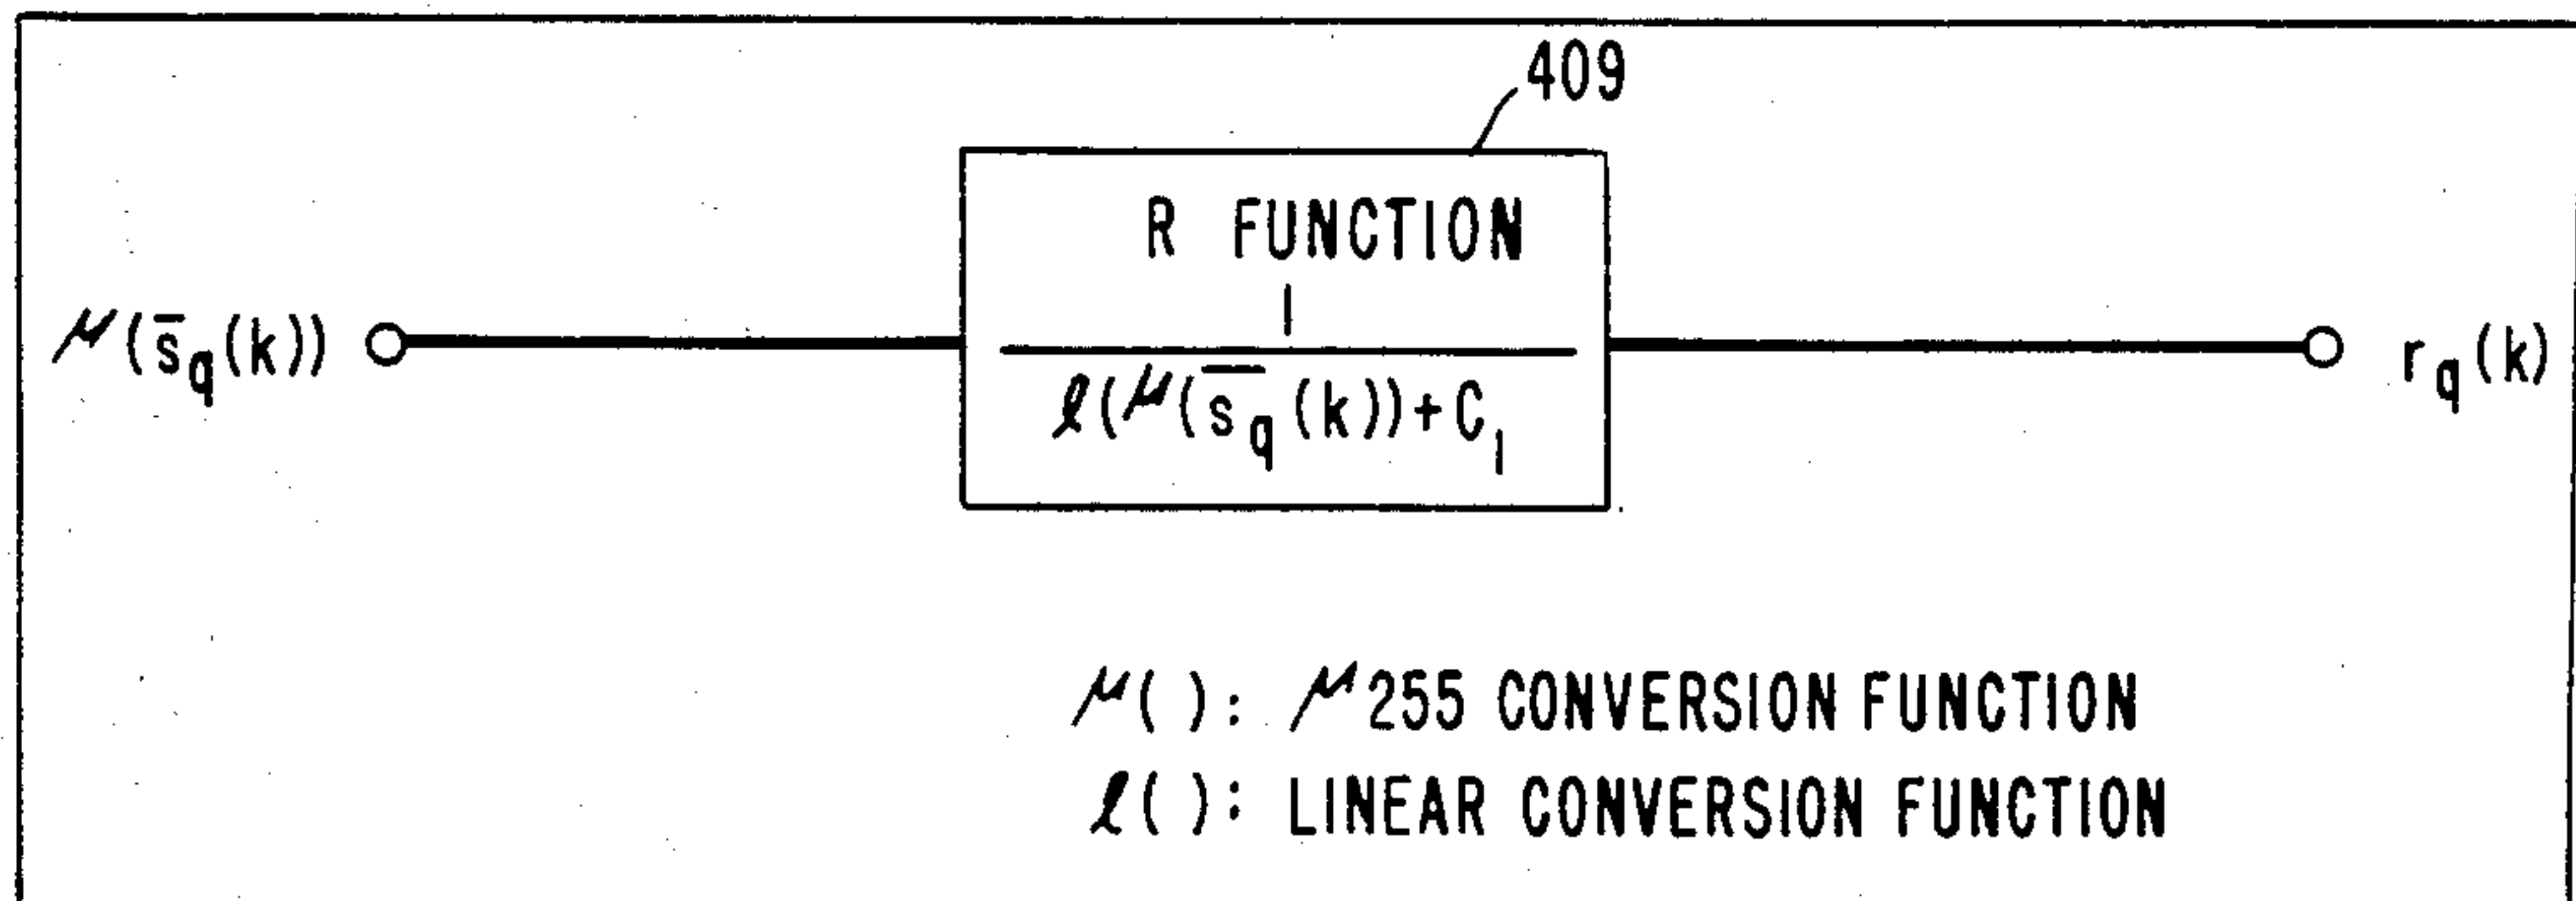 409
R FUNCTION
1
μ(s̅q(k))
ℓ(μ(s̅q(k))+C1
rq(k)
μ( ): μ255 CONVERSION FUNCTION
ℓ( ): LINEAR CONVERSION FUNCTION